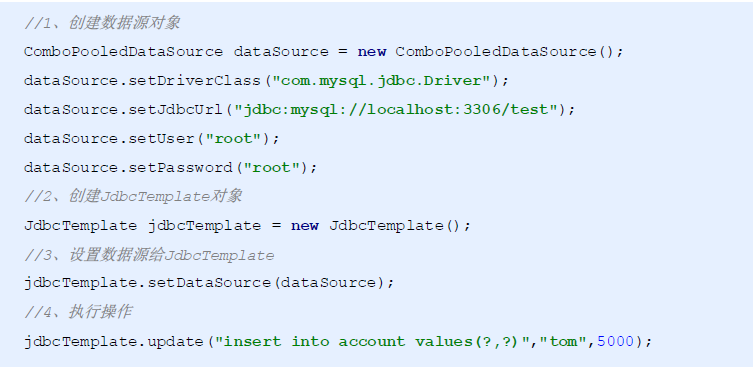 //1、创建数据源对象
ComboPooledDataSource dataSource = new ComboPooledDataSource();
dataSource.setDriverClass("com.mysql.jdbc.Driver");
dataSource.setJdbcUrl("jdbc:mysql://localhost:3306/test");
dataSource.setUser("root");
dataSource.setPassword("root");
//2、创建JdbcTemplate对象
JdbcTemplate jdbcTemplate = new JdbcTemplate();
//3、设置数据源给JdbcTemplate
jdbcTemplate.setDataSource(dataSource);
//4、执行操作
jdbcTemplate.update("insert into account values(?,?)","tom",5000);